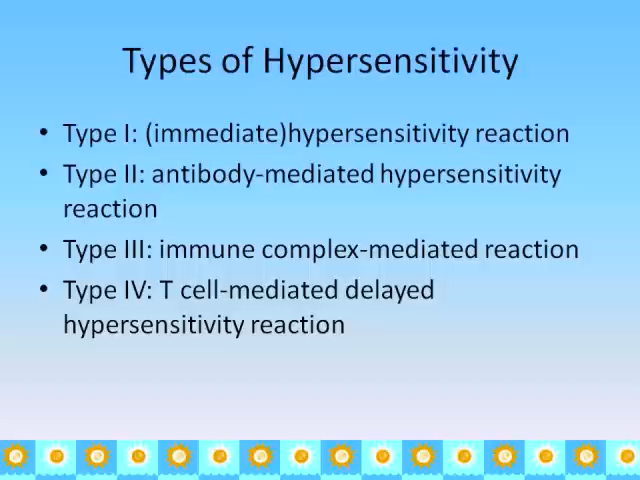 Types of Hypersensitivity
• Type I: (immediate)hypersensitivity reaction
• Type II: antibody-mediated hypersensitivity
reaction
• Type III: immune complex-mediated reaction
• Type IV: T cell-mediated delayed
hypersensitivity reaction